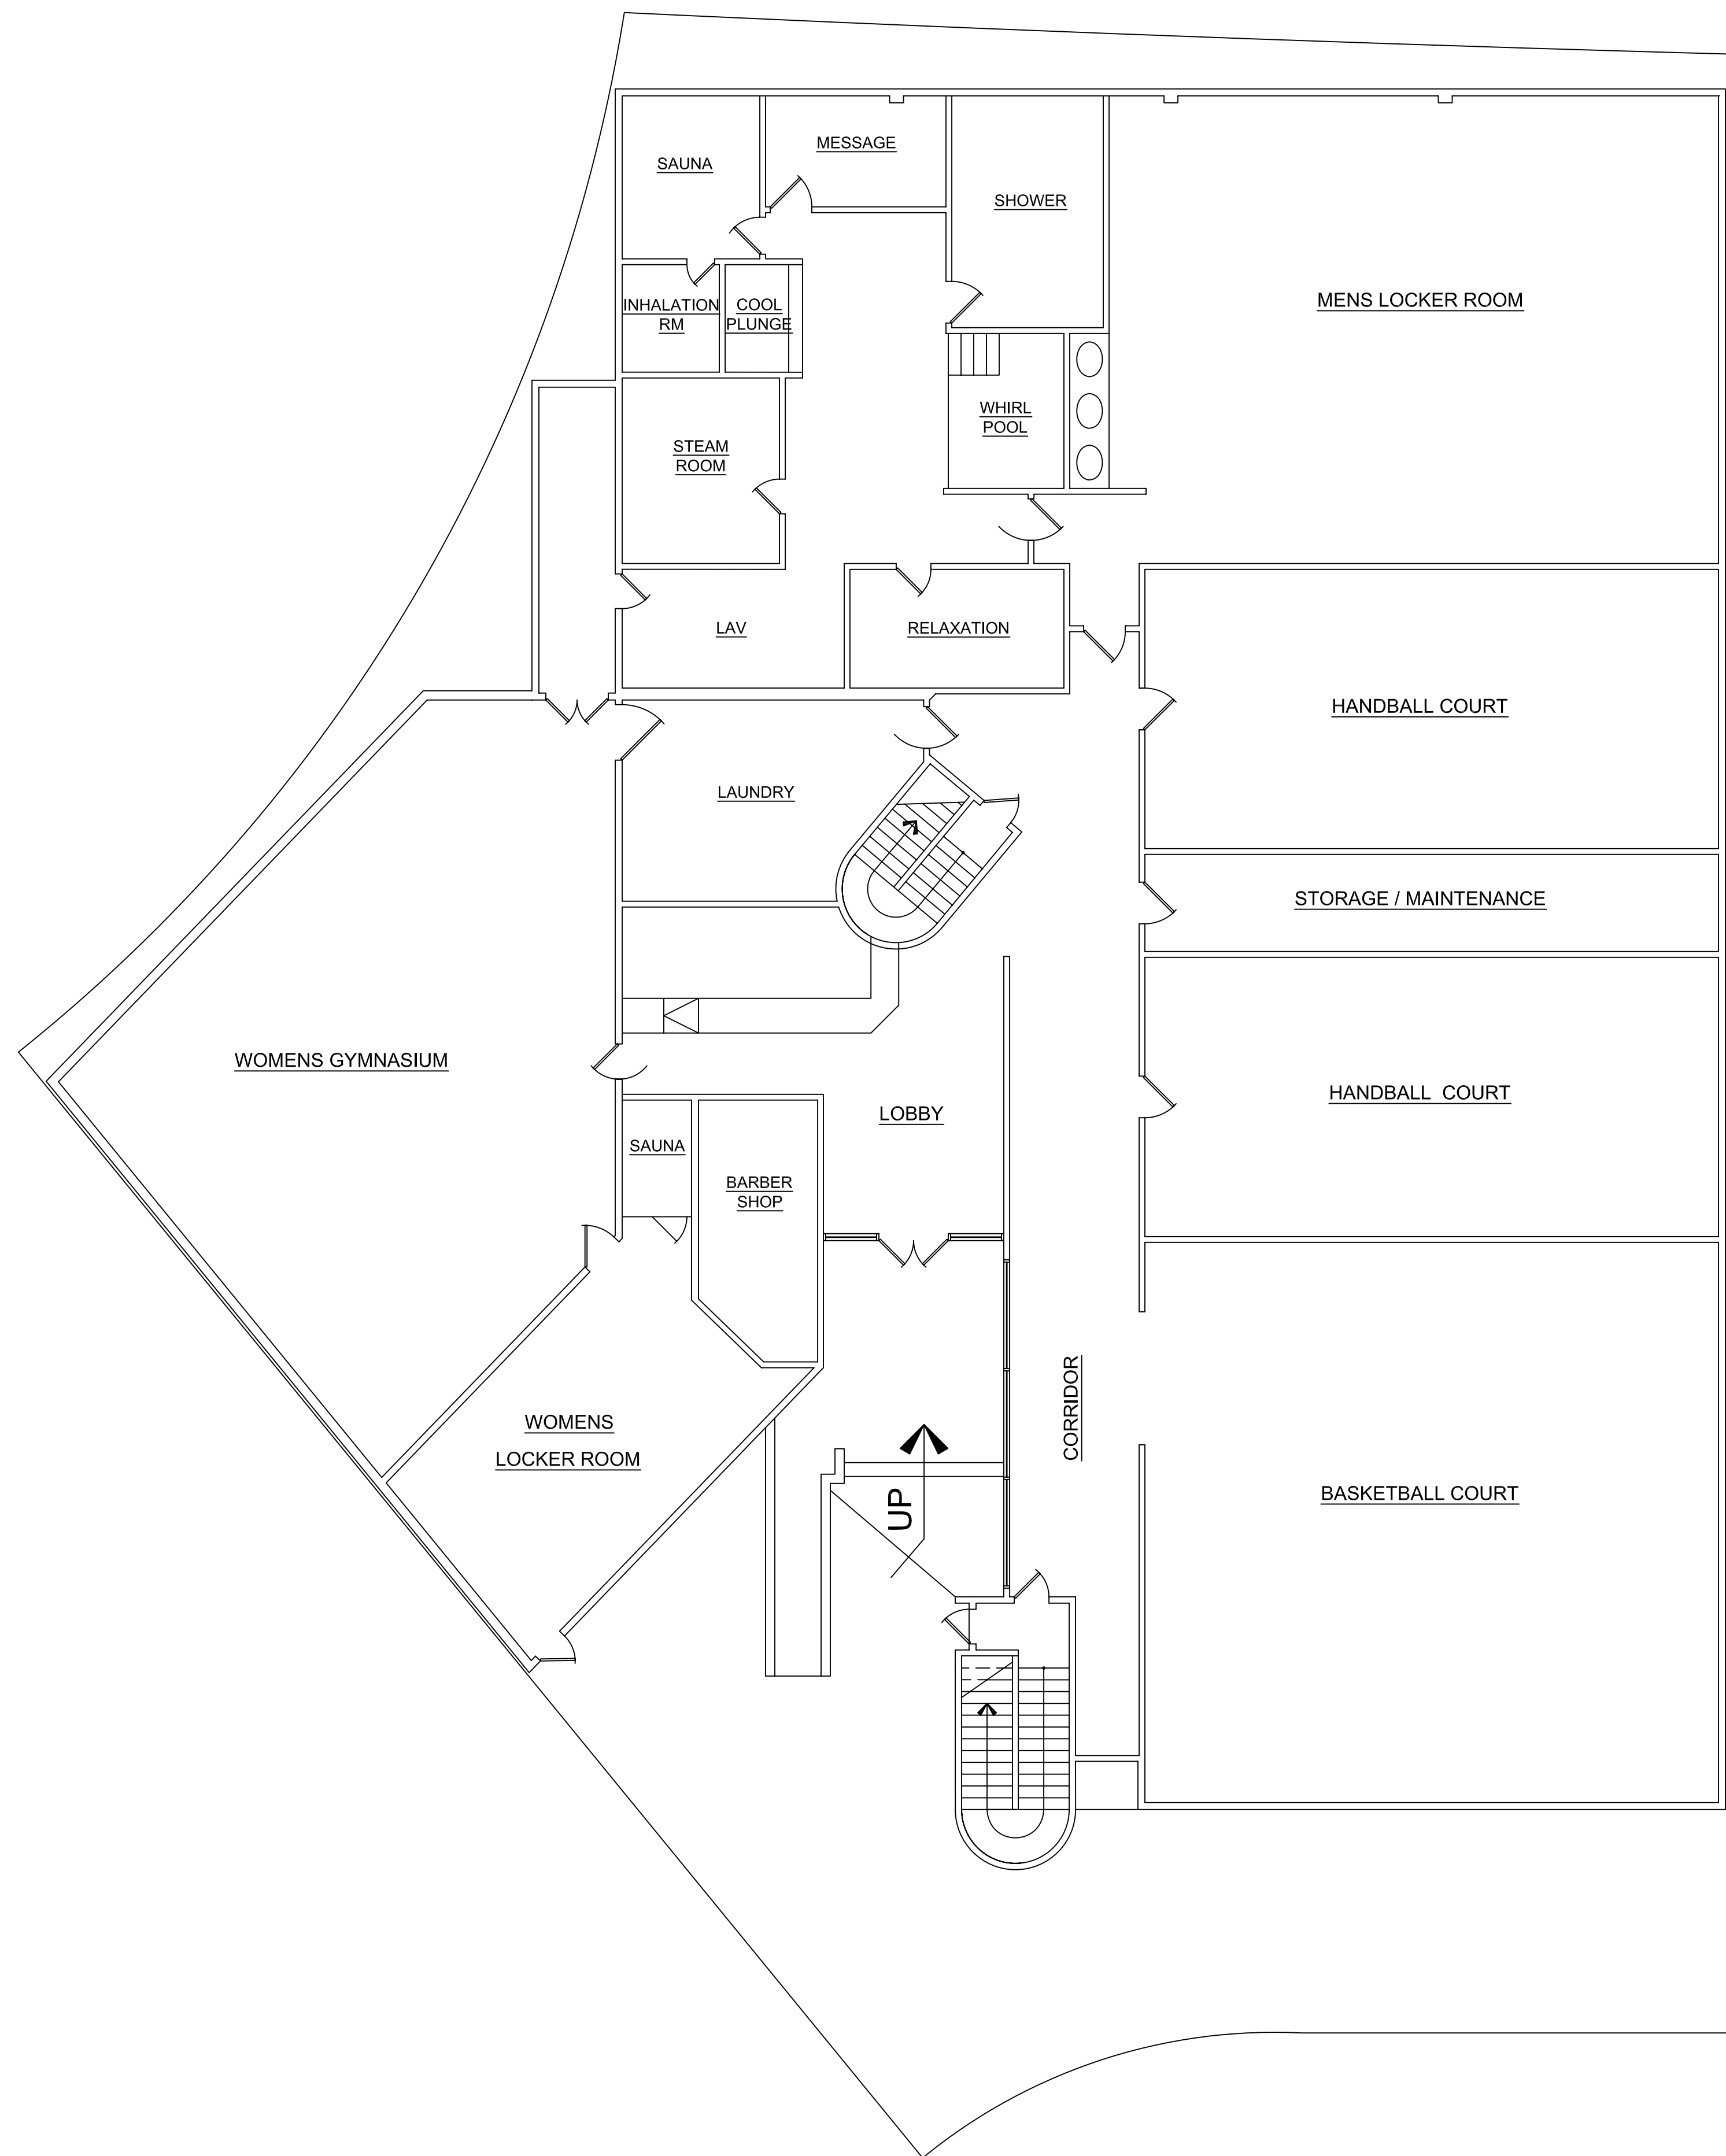 MESSAGE
SAUNA
SHOWER
MENS LOCKER ROOM
INHALATION
RM
COOL
PLUNGE
WHIRL
POOL
STEAM
ROOM
LAV
RELAXATION
HANDBALL COURT
LAUNDRY
STORAGE / MAINTENANCE
WOMENS GYMNASIUM
HANDBALL COURT
LOBBY
SAUNA
BARBER
SHOP
CORRIDOR
WOMENS
LOCKER ROOM
UP
BASKETBALL COURT